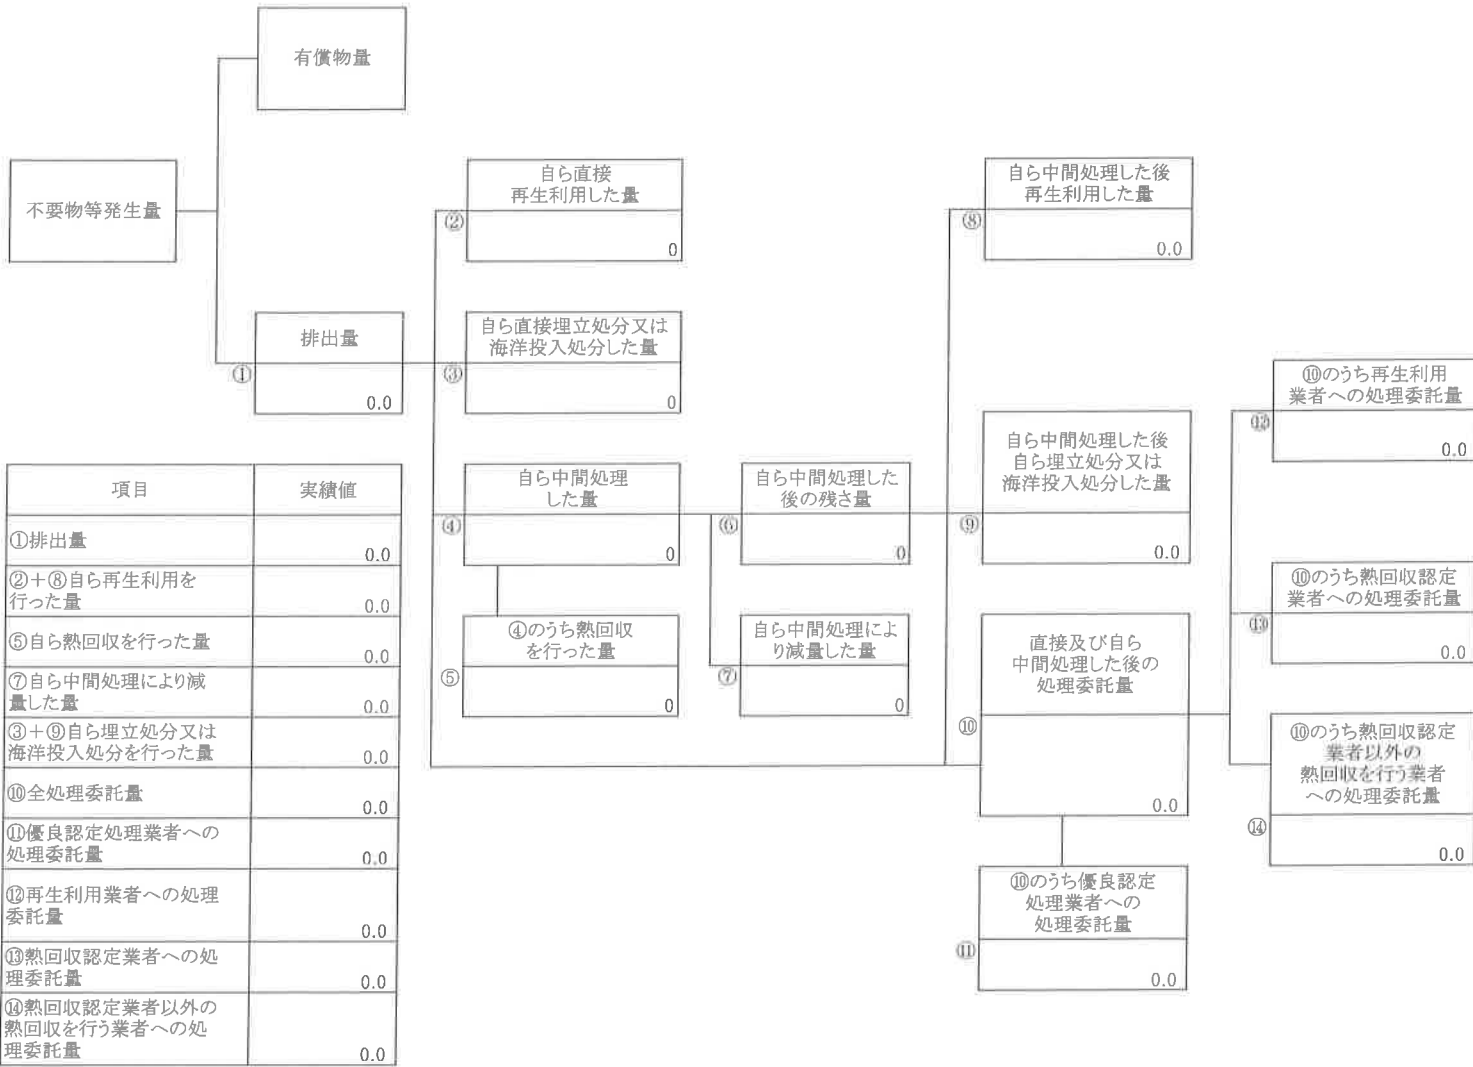 有償物量
不要物等発生量
①
排出量
0.0
②
自ら直接
再生利用した量
0
③
自ら直接埋立処分又は
海洋投入処分した量
0
④
自ら中間処理
した量
0
⑤
④のうち熱回収
を行った量
0
⑥
自ら中間処理した
後の残さ量
0
⑦
自ら中間処理によ
り減量した量
0
⑧
自ら中間処理した後
再生利用した量
0.0
⑨
自ら中間処理した後
自ら埋立処分又は
海洋投入処分した量
0.0
⑩
直接及び自ら
中間処理した後の
処理委託量
0.0
⑪
⑩のうち優良認定
処理業者への
処理委託量
0.0
⑫
⑩のうち再生利用
業者への処理委託量
0.0
⑬
⑩のうち熱回収認定
業者への処理委託量
0.0
⑭
⑩のうち熱回収認定
業者以外の
熱回収を行う業者
への処理委託量
0.0
項目 実績値
①排出量
0.0
②+⑧自ら再生利用を
行った量 0.0
⑤自ら熱回収を行った量
0.0
⑦自ら中間処理により減
量した量 0.0
③+⑨自ら埋立処分又は
海洋投入処分を行った量 0.0
⑩全処理委託量
0.0
⑪優良認定処理業者への
処理委託量 0.0
⑫再生利用業者への処理
委託量
0.0
⑬熱回収認定業者への処
理委託量 0.0
⑭熱回収認定業者以外の
熱回収を行う業者への処
理委託量 0.0